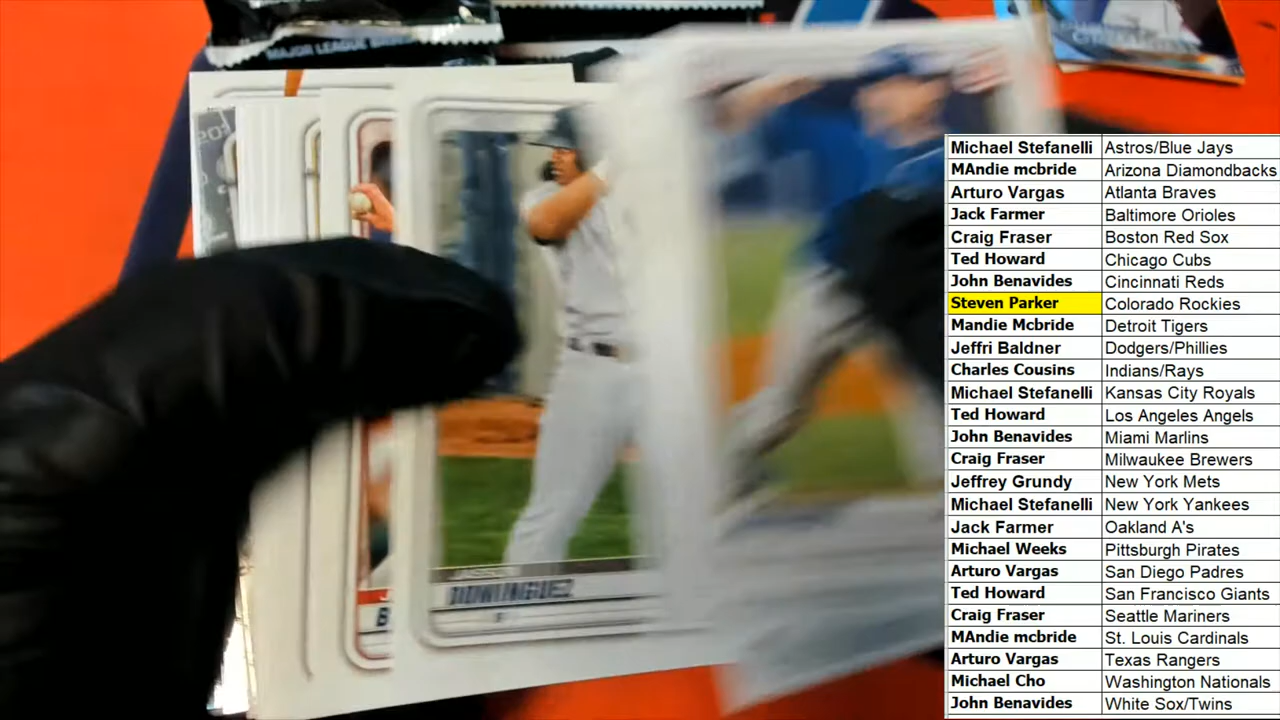 MAJOR LEAGUE
DOMINGUEZ
B
Michael Stefanelli Astros/Blue Jays
MAndie mcbride Arizona Diamondbacks
Arturo Vargas Atlanta Braves
Jack Farmer Baltimore Orioles
Craig Fraser Boston Red Sox
Ted Howard Chicago Cubs
John Benavides Cincinnati Reds
Steven Parker Colorado Rockies
Mandie Mcbride Detroit Tigers
Jeffri Baldner Dodgers/Phillies
Charles Cousins Indians/Rays
Michael Stefanelli Kansas City Royals
Ted Howard Los Angeles Angels
John Benavides Miami Marlins
Craig Fraser Milwaukee Brewers
Jeffrey Grundy New York Mets
Michael Stefanelli New York Yankees
Jack Farmer Oakland A's
Michael Weeks Pittsburgh Pirates
Arturo Vargas San Diego Padres
Ted Howard San Francisco Giants
Craig Fraser Seattle Mariners
MAndie mcbride St. Louis Cardinals
Arturo Vargas Texas Rangers
Michael Cho Washington Nationals
John Benavides White Sox/Twins